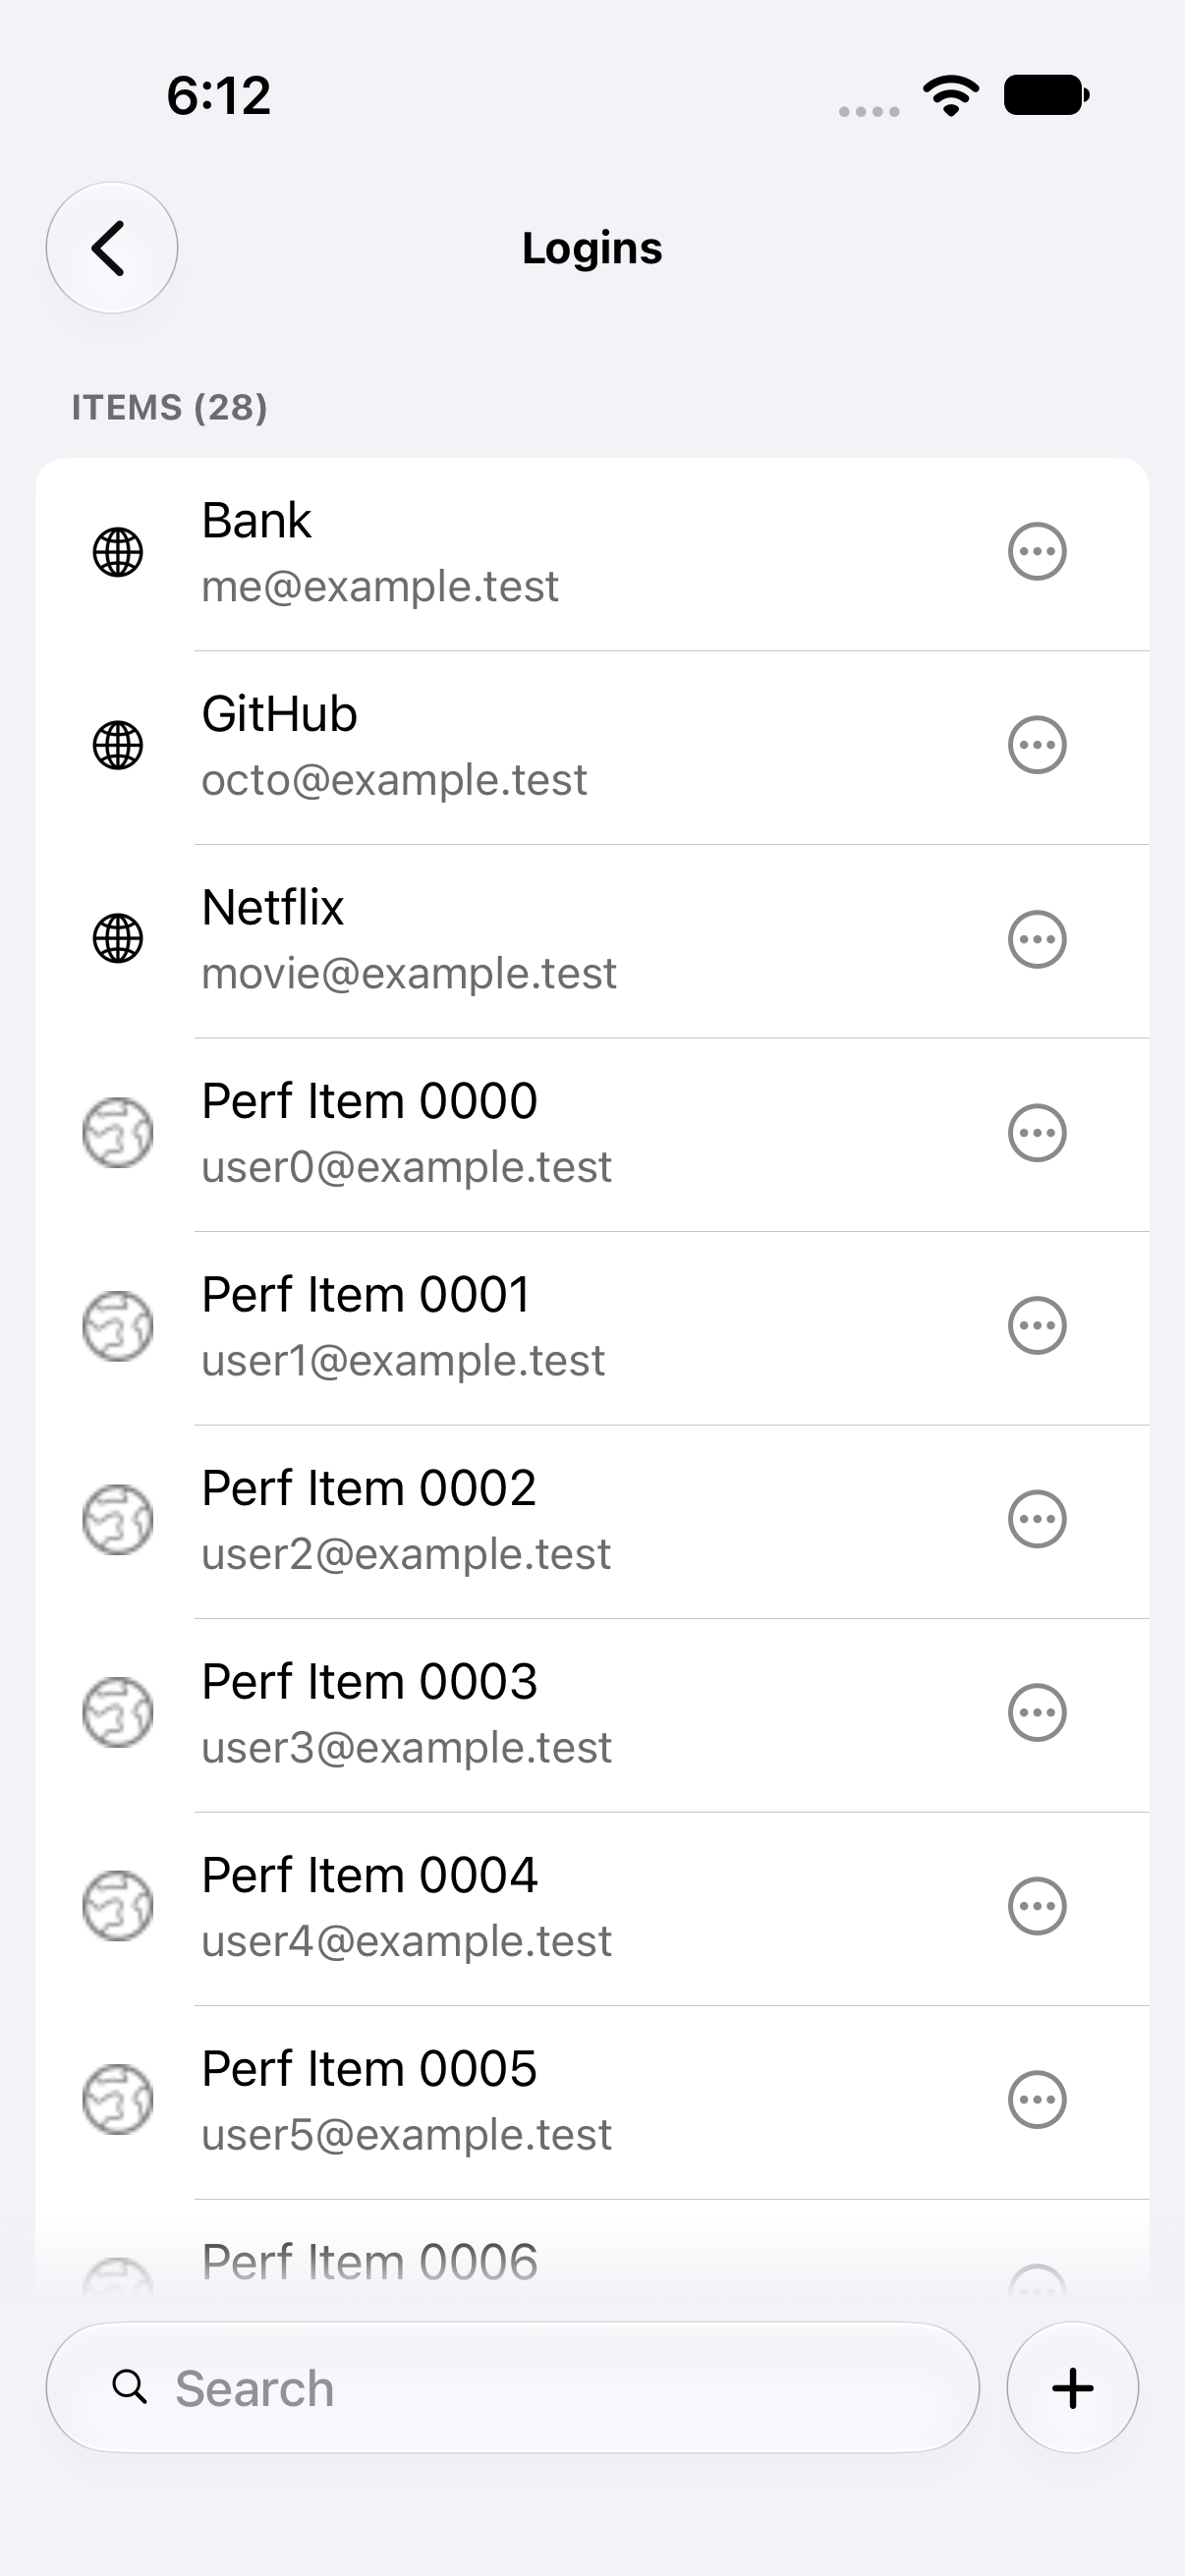 6:12
Logins
ITEMS (28)
Bank
me@example.test
GitHub
octo@example.test
Netflix
movie@example.test
Perf Item 0000
user0@example.test
Perf Item 0001
user1@example.test
Perf Item 0002
user2@example.test
Perf Item 0003
user3@example.test
Perf Item 0004
user4@example.test
Perf Item 0005
user5@example.test
Perf Item 0006
Search